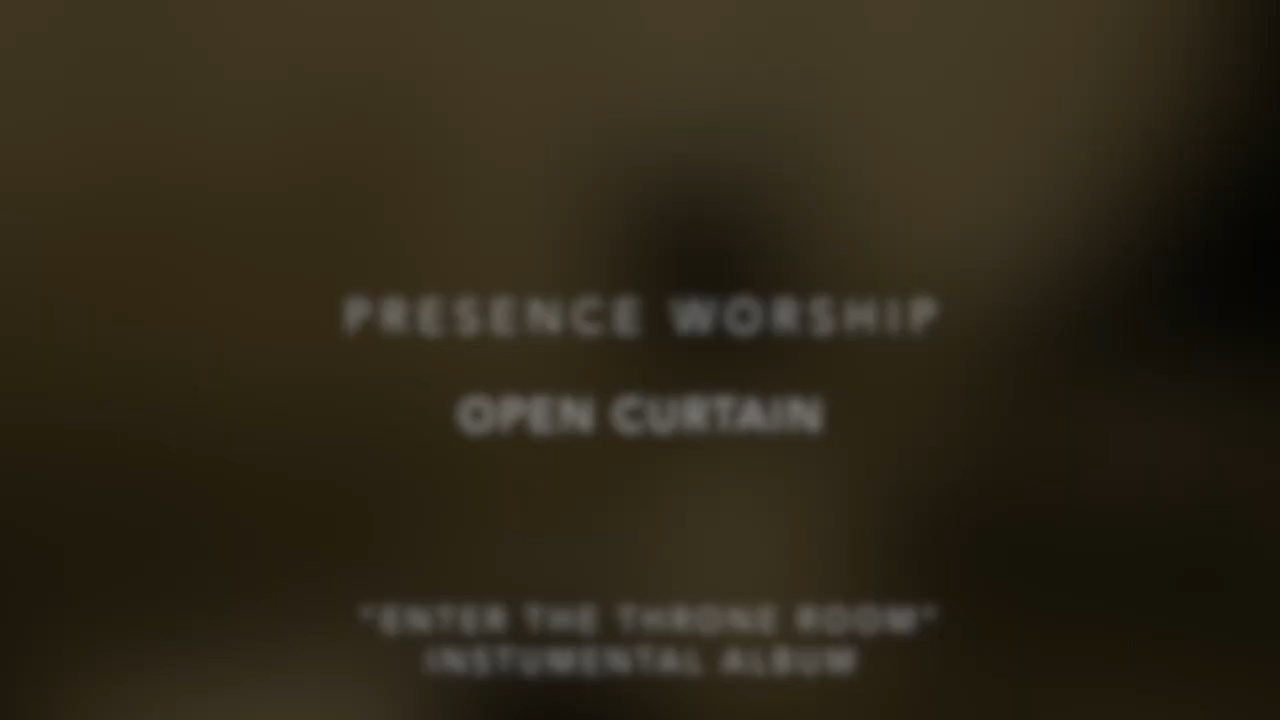 PRESENCE WORSHIP
OPEN CURTAIN
"ENTER THE THRONE ROOM"
INSTUMENTAL ALBUM